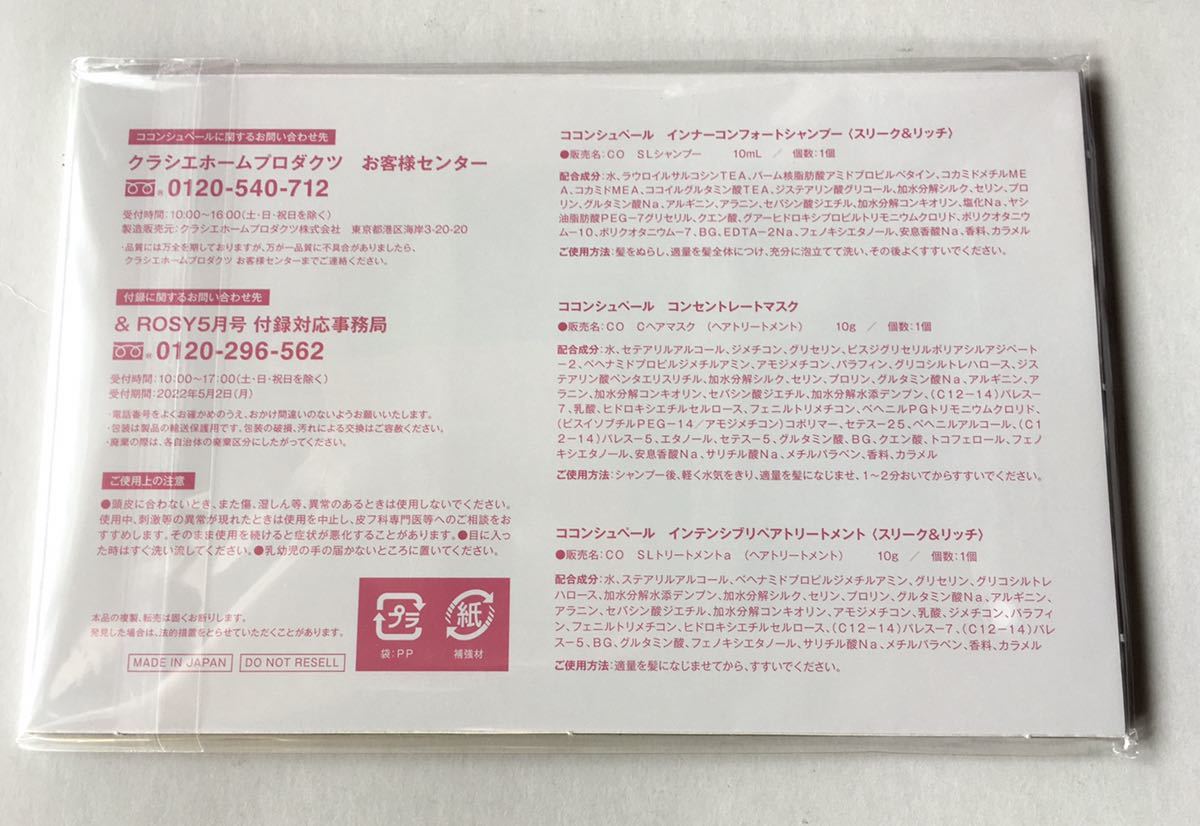 ココンシュペールに関するお問い合わせ先
クラシエホームプロダクツ お客様センター
0120-540-712
受付時間:10:00~16:00(土・日・祝日を除く)
製造販売元:クラシエホームプロダクツ株式会社 東京都港区海岸3-20-20
・品質には万全を期しておりますが、万が一品質に不具合がありましたら、
クラシエホームプロダクツ お客様センターまでご連絡ください。
付録に関するお問い合わせ先
& ROSY5月号 付録対応事務局
0120-296-562
受付時間:10:00~17:00(土・日・祝日を除く)
受付期間:2022年5月2日(月)
・電話番号をよくお確かめのうえ、おかけ間違いのないようお願いいたします。
・包装は製品の輸送保護用です。包装の破損、汚れによる交換はご容赦ください。
・廃棄の際は、各自治体の廃棄区分にしたがってください。
ご使用上の注意
●頭皮に合わないとき、また傷、湿しん等、異常のあるときは使用しないでください。
使用中、刺激等の異常が現れたときは使用を中止し、皮フ科専門医等へのご相談をお
すすめします。そのまま使用を続けると症状が悪化することがあります。●目に入っ
た時はすぐ洗い流してください。●乳幼児の手の届かないところに置いてください。
本品の複製、転売は固くお断りします。
発見した場合は、法的措置をとらせていただくことがあります。
MADE IN JAPAN
DO NOT RESELL
プラ
袋:PP
紙
補強材
ココンシュペール インナーコンフォートシャンプー〈スリーク&リッチ〉
●販売名:CO SLシャンプー 10mL / 個数:1個
配合成分:水、ラウロイルサルコシンTEA、パーム核脂肪酸アミドプロピルベタイン、コカミドメチルME
A、コカミドMEA、ココイルグルタミン酸TEA、ジステアリン酸グリコール、加水分解シルク、セリン、プロ
リン、グルタミン酸Na、アルギニン、アラニン、セバシン酸ジエチル、加水分解コンキオリン、塩化Na、ヤシ
油脂肪酸PEG-7グリセリル、クエン酸、グアーヒドロキシプロピルトリモニウムクロリド、ポリクオタニウ
ム-10、ポリクオタニウム-7、BG、EDTA-2Na、フェノキシエタノール、安息香酸Na、香料、カラメル
ご使用方法:髪をぬらし、適量を髪全体につけ、充分に泡立てて洗い、その後よくすすいでください。
ココンシュペール コンセントレートマスク
●販売名:CO Cヘアマスク (ヘアトリートメント) 10g / 個数:1個
配合成分:水、セテアリルアルコール、ジメチコン、グリセリン、ビスジグリセリルポリアシルアジペート
-2、ベヘナミドプロピルジメチルアミン、アモジメチコン、パラフィン、グリコシルトレハロース、ジス
テアリン酸ペンタエリスリチル、加水分解シルク、セリン、プロリン、グルタミン酸Na、アルギニン、ア
ラニン、加水分解コンキオリン、セバシン酸ジエチル、加水分解水添デンプン、(C12-14)パレス-
7、乳酸、ヒドロキシエチルセルロース、フェニルトリメチコン、ベヘニルPGトリモニウムクロリド、
(ビスイソブチルPEG-14/アモジメチコン)コポリマー、セテス-25、ベヘニルアルコール、(C1
2-14)パレス-5、エタノール、セテス-5、グルタミン酸、BG、クエン酸、トコフェロール、フェノ
キシエタノール、安息香酸Na、サリチル酸Na、メチルパラベン、香料、カラメル
ご使用方法:シャンプー後、軽く水気をきり、適量を髪になじませ、1~2分おいてからすすいでください。
ココンシュペール インテンシブリペアトリートメント〈スリーク&リッチ〉
●販売名:CO SLトリートメントa (ヘアトリートメント) 10g / 個数:1個
配合成分:水、ステアリルアルコール、ベヘナミドプロピルジメチルアミン、グリセリン、グリコシルトレ
ハロース、加水分解水添デンプン、加水分解シルク、セリン、プロリン、グルタミン酸Na、アルギニン、
アラニン、セバシン酸ジエチル、加水分解コンキオリン、アモジメチコン、乳酸、ジメチコン、パラフィ
ン、フェニルトリメチコン、ヒドロキシエチルセルロース、(C12-14)パレス-7、(C12-14)パレ
ス-5、BG、グルタミン酸、フェノキシエタノール、サリチル酸Na、メチルパラベン、香料、カラメル
ご使用方法:適量を髪になじませてから、すすいでください。